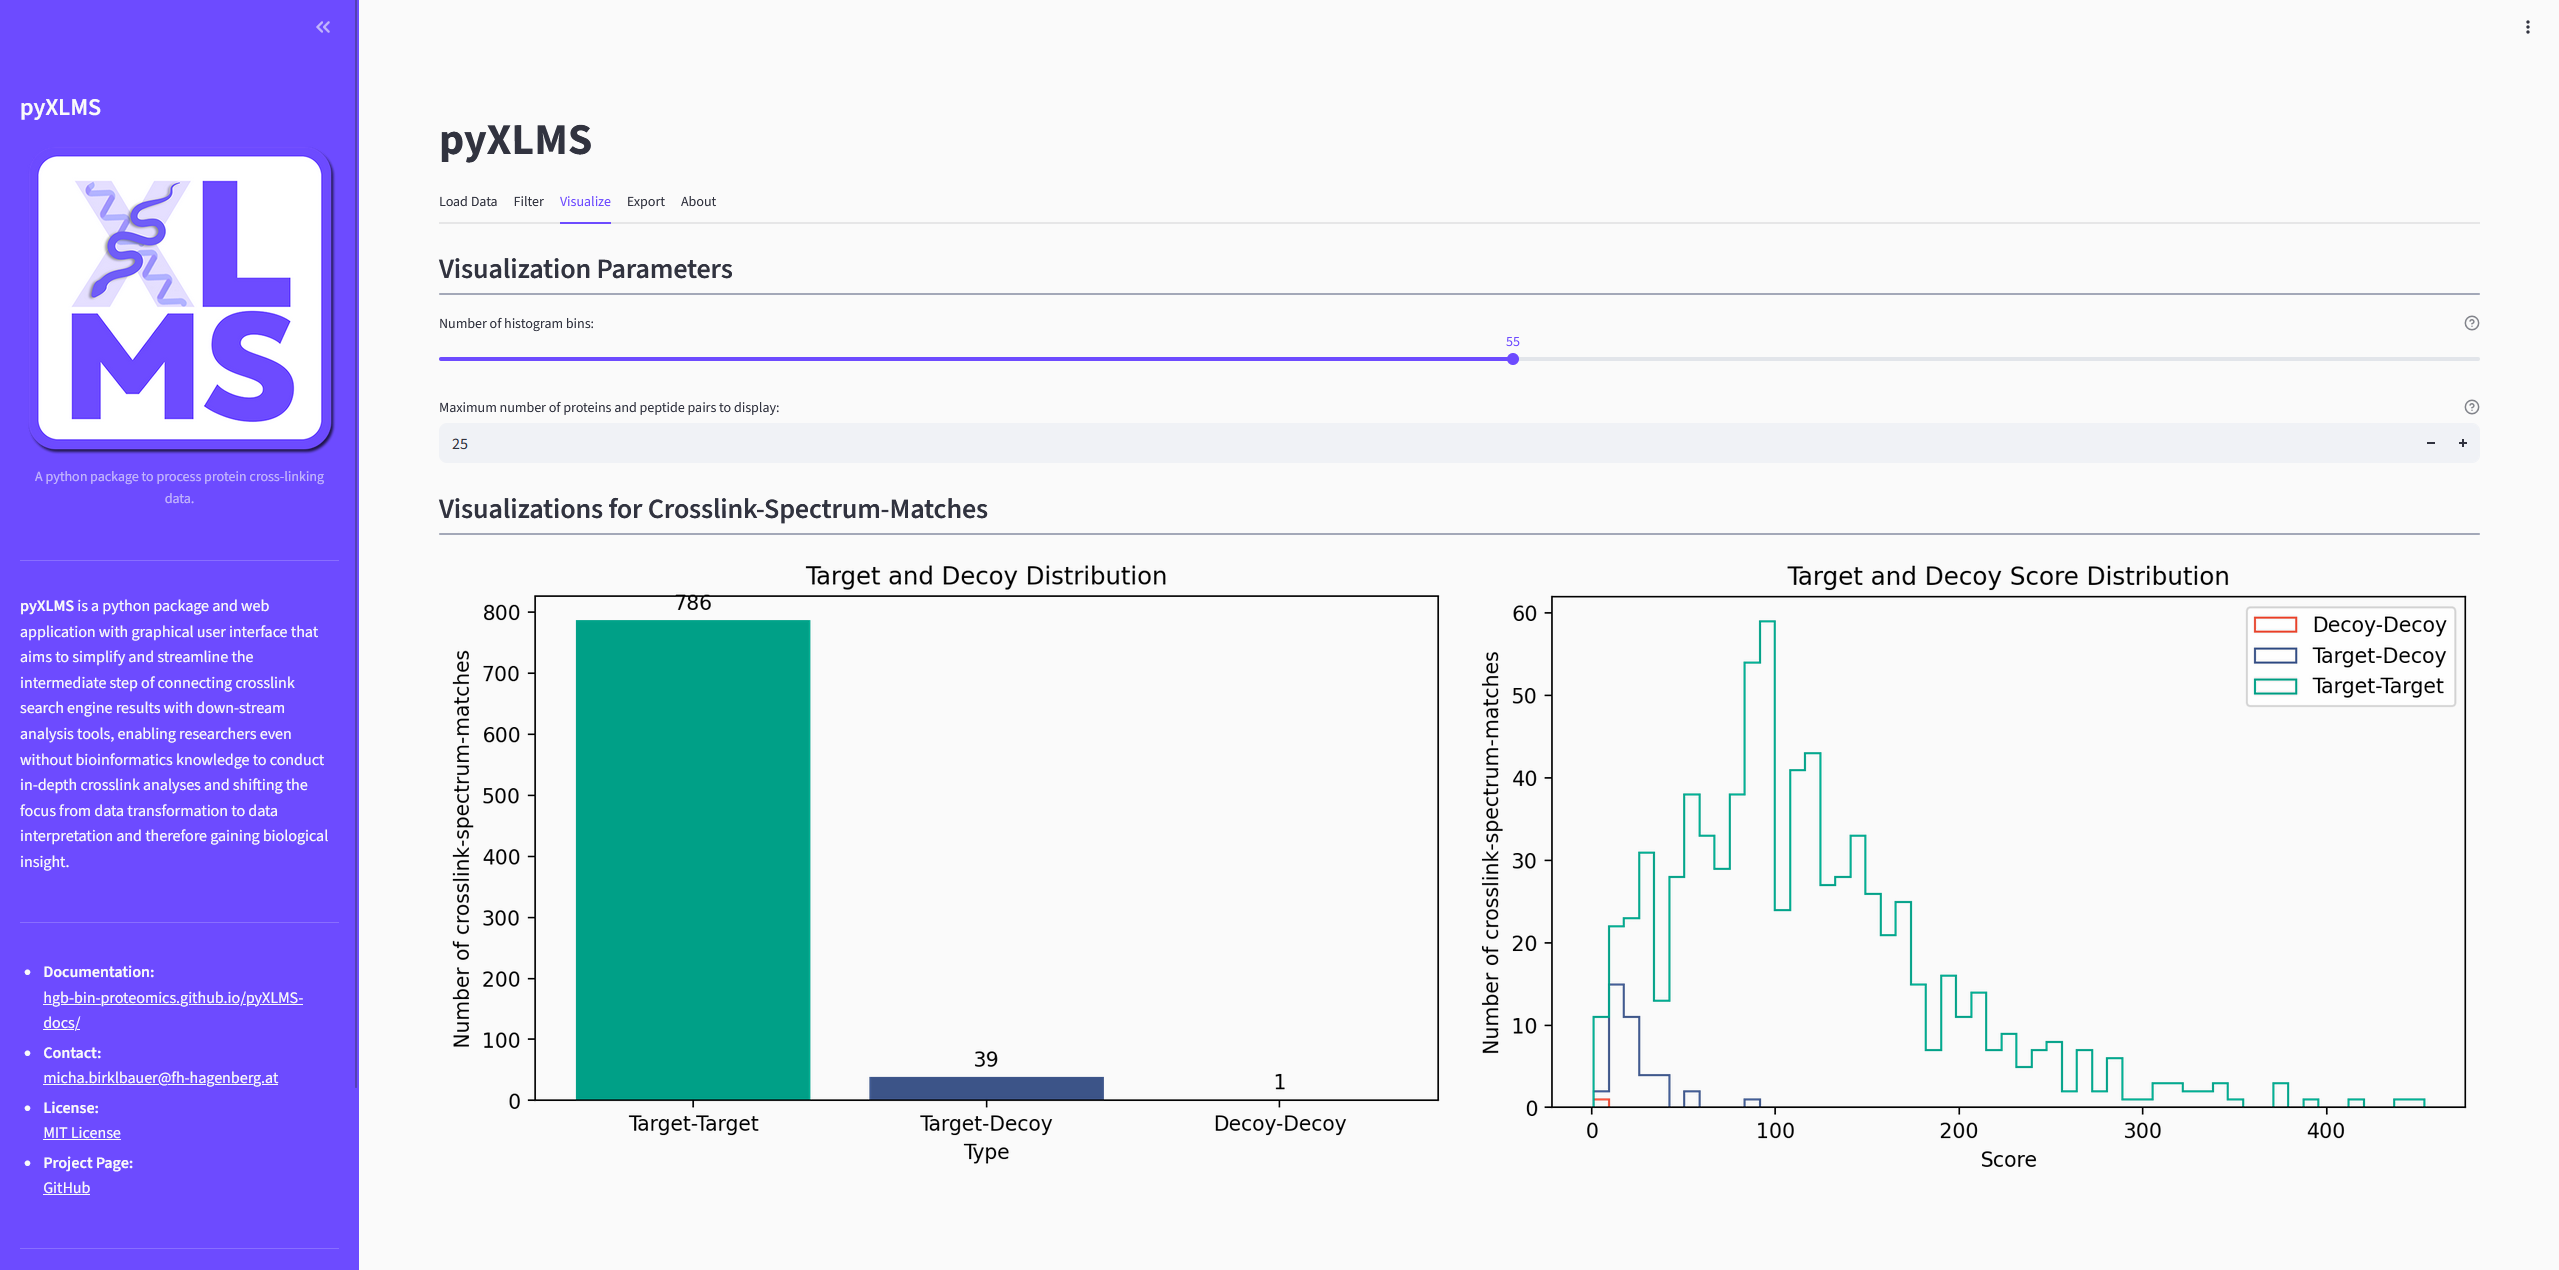 pyXLMS
XL
MS
A python package to process protein cross-linking
data.
pyXLMS is a python package and web
application with graphical user interface that
aims to simplify and streamline the
intermediate step of connecting crosslink
search engine results with down-stream
analysis tools, enabling researchers even
without bioinformatics knowledge to conduct
in-depth crosslink analyses and shifting the
focus from data transformation to data
interpretation and therefore gaining biological
insight.
Documentation:
hgb-bin-proteomics.github.io/pyXLMS-
docs/
Contact:
micha.birklbauer@fh-hagenberg.at
License:
MIT License
Project Page:
GitHub
pyXLMS
Load Data Filter Visualize Export About
Visualization Parameters
Number of histogram bins:
55
Maximum number of proteins and peptide pairs to display:
25
Visualizations for Crosslink-Spectrum-Matches
Target and Decoy Distribution
Number of crosslink-spectrum-matches
800
700
600
500
400
300
200
100
0
786
39
1
Target-Target Target-Decoy Decoy-Decoy
Type
Target and Decoy Score Distribution
Number of crosslink-spectrum-matches
60
50
40
30
20
10
0
Decoy-Decoy
Target-Decoy
Target-Target
0 100 200 300 400
Score